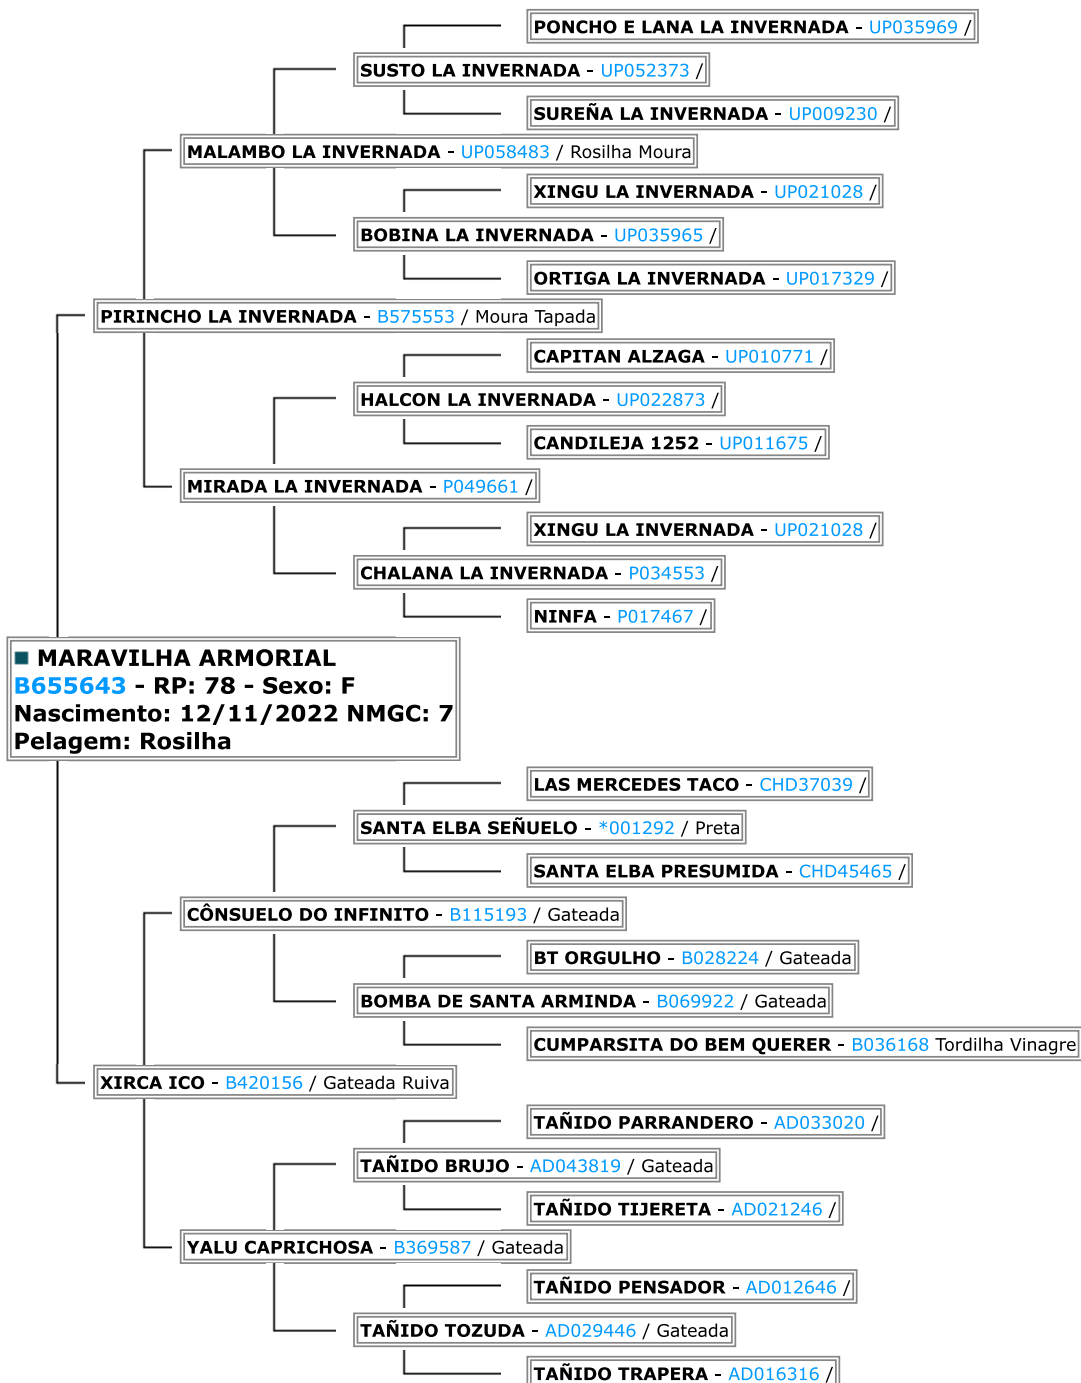 PONCHO E LANA LA INVERNADA - UP035969 /
SUSTO LA INVERNADA - UP052373 /
SUREÑA LA INVERNADA - UP009230 /
MALAMBO LA INVERNADA - UP058483 / Rosilha Moura
XINGU LA INVERNADA - UP021028 /
BOBINA LA INVERNADA - UP035965 /
ORTIGA LA INVERNADA - UP017329 /
PIRINCHO LA INVERNADA - B575553 / Moura Tapada
CAPITAN ALZAGA - UP010771 /
HALCON LA INVERNADA - UP022873 /
CANDILEJA 1252 - UP011675 /
MIRADA LA INVERNADA - P049661 /
XINGU LA INVERNADA - UP021028 /
CHALANA LA INVERNADA - P034553 /
NINFA - P017467 /
MARAVILHA ARMORIAL
B655643 - RP: 78 - Sexo: F
Nascimento: 12/11/2022 NMGC: 7
Pelagem: Rosilha
LAS MERCEDES TACO - CHD37039 /
SANTA ELBA SEÑUELO - *001292 / Preta
SANTA ELBA PRESUMIDA - CHD45465 /
CÔNSUELO DO INFINITO - B115193 / Gateada
BT ORGULHO - B028224 / Gateada
BOMBA DE SANTA ARMINDA - B069922 / Gateada
CUMPARSITA DO BEM QUERER - B036168 Tordilha Vinagre
XIRCA ICO - B420156 / Gateada Ruiva
TAÑIDO PARRANDERO - AD033020 /
TAÑIDO BRUJO - AD043819 / Gateada
TAÑIDO TIJERETA - AD021246 /
YALU CAPRICHOSA - B369587 / Gateada
TAÑIDO PENSADOR - AD012646 /
TAÑIDO TOZUDA - AD029446 / Gateada
TAÑIDO TRAPERA - AD016316 /